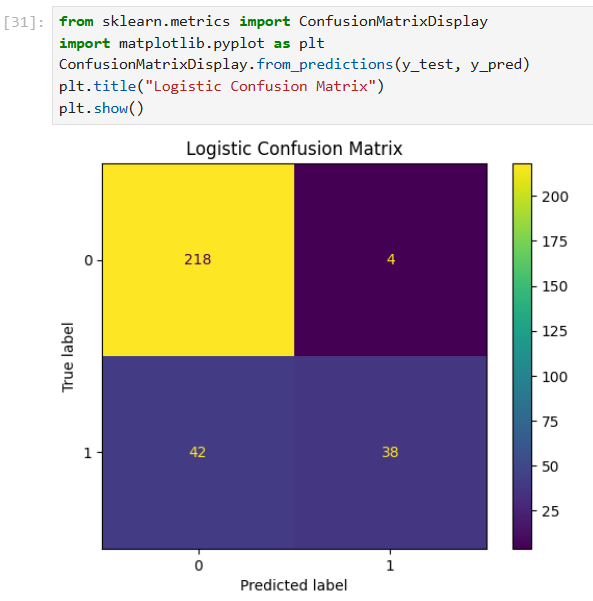 [31]: from sklearn.metrics import ConfusionMatrixDisplay
import matplotlib.pyplot as plt
ConfusionMatrixDisplay.from_predictions(y_test, y_pred)
plt.title("Logistic Confusion Matrix")
plt.show()
Logistic Confusion Matrix
0
218
4
1
42
38
True label
0
1
Predicted label
200
175
150
125
100
75
50
25